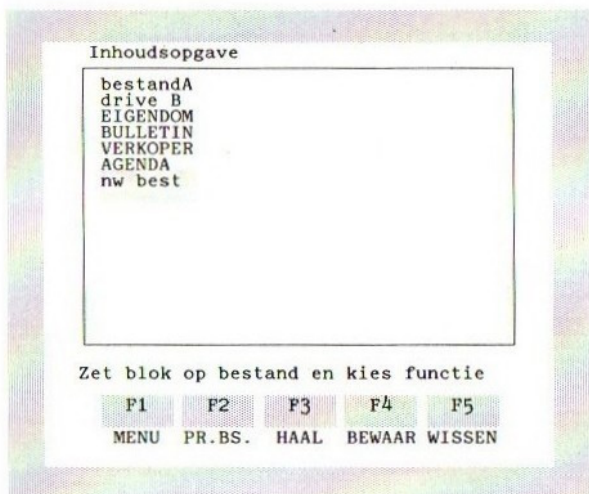 Inhoudsopgave
bestandA
drive B
EIGENDOM
BULLETIN
VERKOPER
AGENDA
nw best
Zet blok op bestand en kies functie
F1 F2 F3 F4 F5
MENU PR.BS. HAAL BEWAAR WISSEN